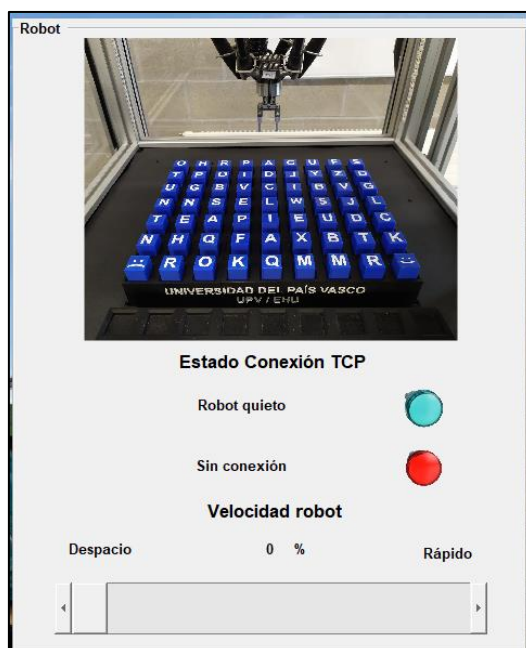 Robot
O H R P A U
T P I D J Y Z D
U G B V C I B V G
N N S E L W S J L
T E A P I E U D C
N H Q F A X B T K
R O K Q M M R
UNIVERSIDAD DEL PAÍS VASCO
UPV / EHU
Estado Conexión TCP
Robot quieto
Sin conexión
Velocidad robot
Despacio 0 % Rápido